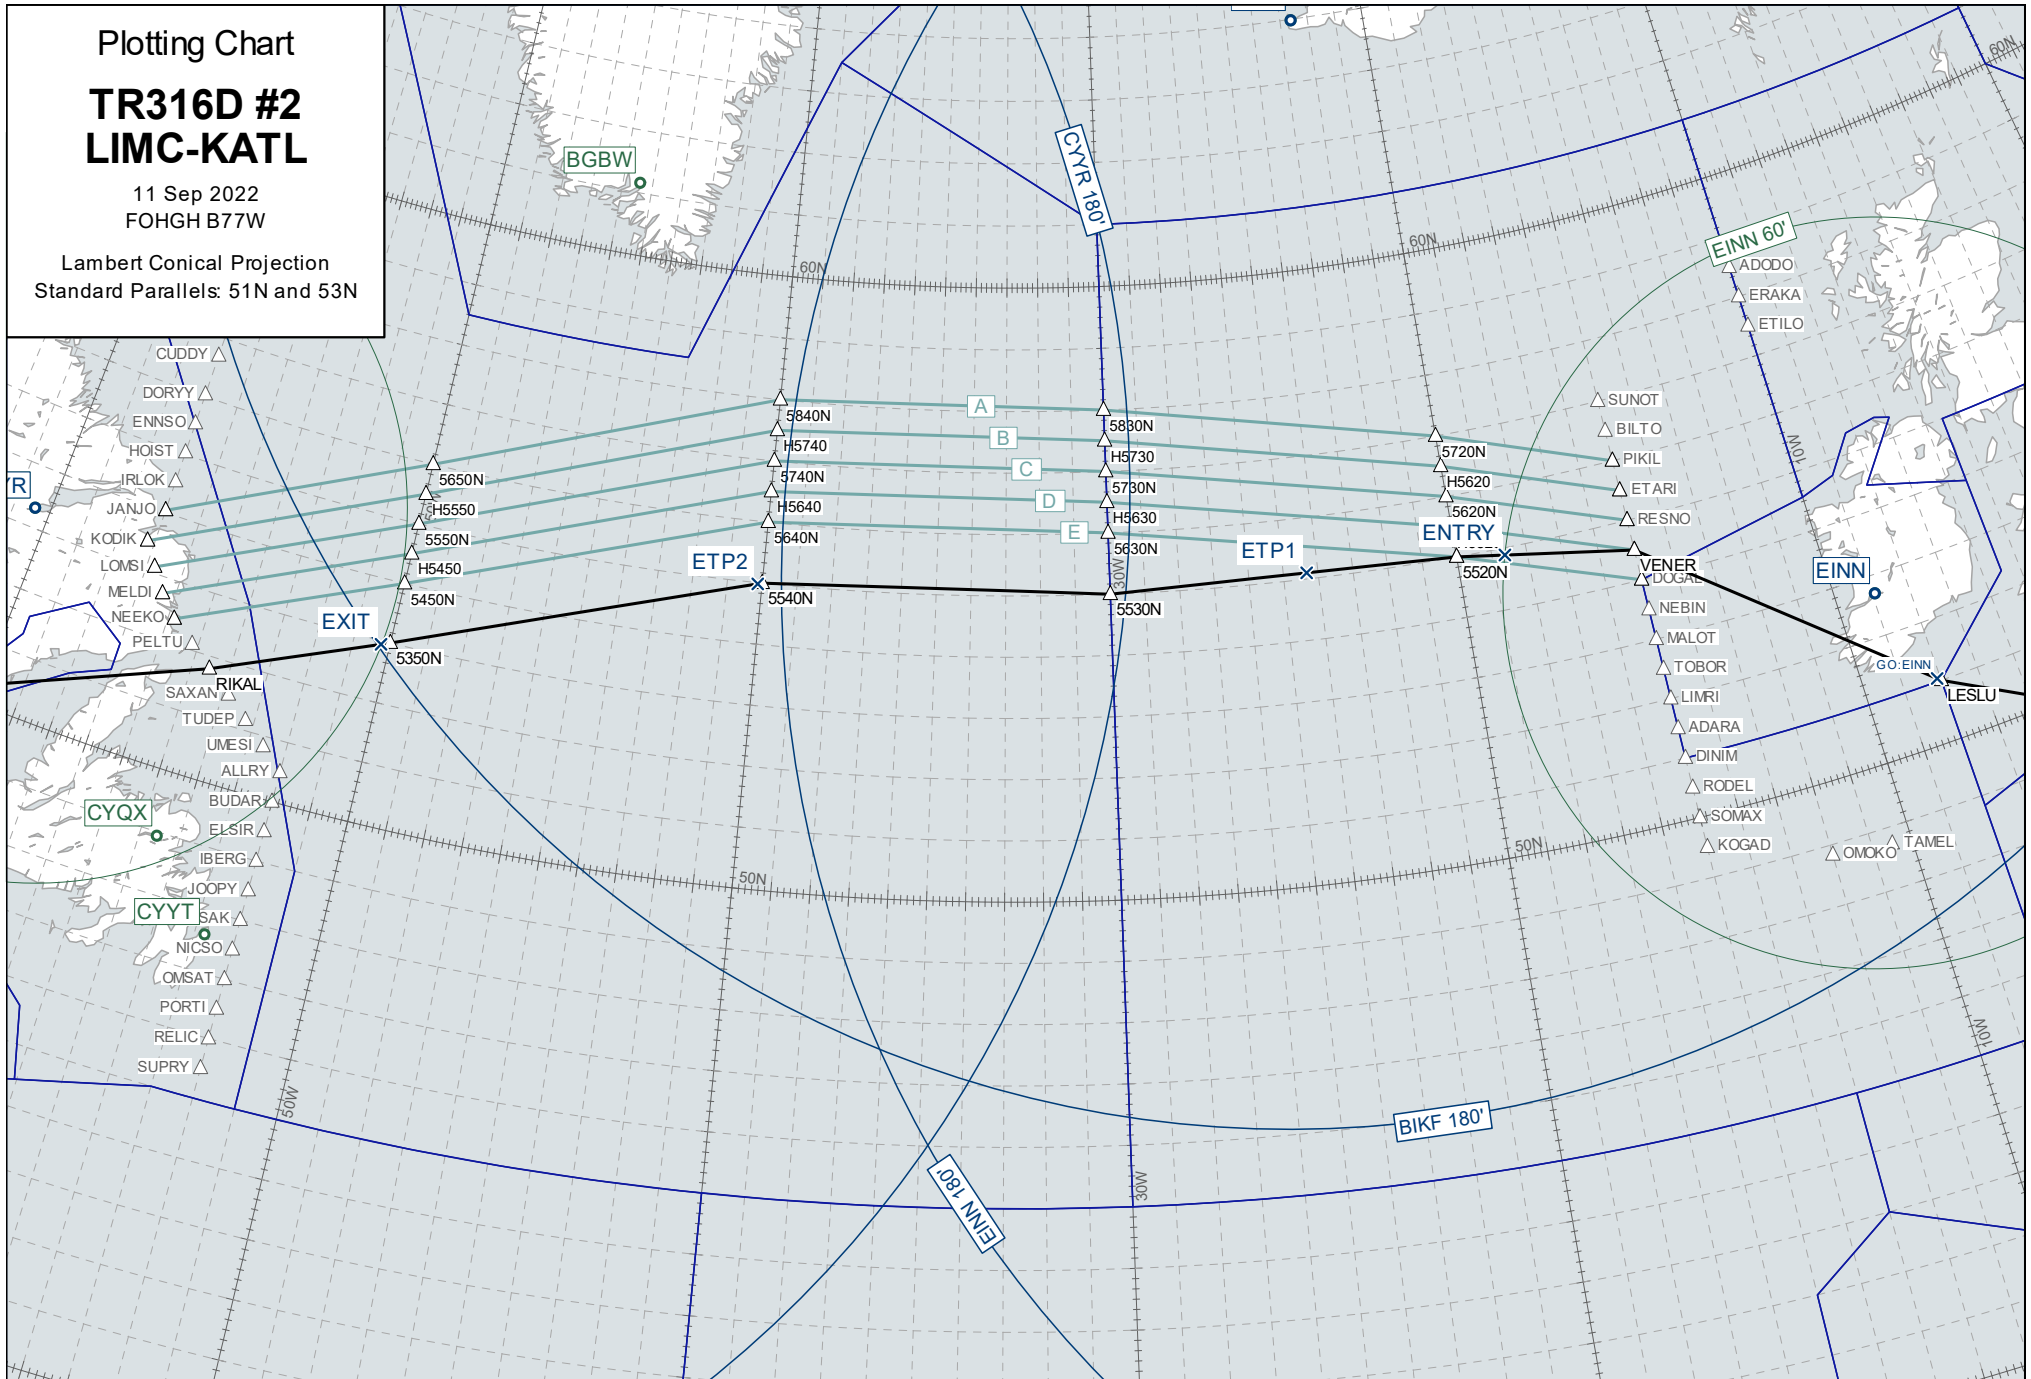 Plotting Chart
TR316D #2
LIMC-KATL
11 Sep 2022
FOHGH B77W
Lambert Conical Projection
Standard Parallels: 51N and 53N
60N
BGBW
CYYR 180'
60N
60N
EINN 60'
ADODO
ERAKA
ETILO
CUDDY
DORYY
ENNSO
HOIST
IRLOK
JANJO
KODIK
LOMSI
MELDI
NEEKO
PELTU
YR
5650N
H5550
5550N
H5450
5450N
5840N
H5740
5740N
H5640
5640N
A
B
C
D
E
5830N
H5730
5730N
H5630
5630N
5720N
H5620
5620N
SUNOT
BILTO
PIKIL
ETARI
RESNO
10W
ENTRY
ETP1
ETP2
EXIT
5520N
VENER
DOGAL
EINN
NEBIN
MALOT
TOBOR
LIMRI
ADARA
DINIM
RODEL
SOMAX
KOGAD
OMOKO
TAMEL
GO:EINN
LESLU
5540N
30W
5530N
5350N
RIKAL
SAXAN
TUDEP
UMESI
ALLRY
BUDAR
ELSIR
IBERG
JOOPY
SAK
NICSO
OMSAT
PORTI
RELIC
SUPRY
CYQX
CYYT
50N
50N
10W
50W
BIKF 180'
EINN 180'
30W